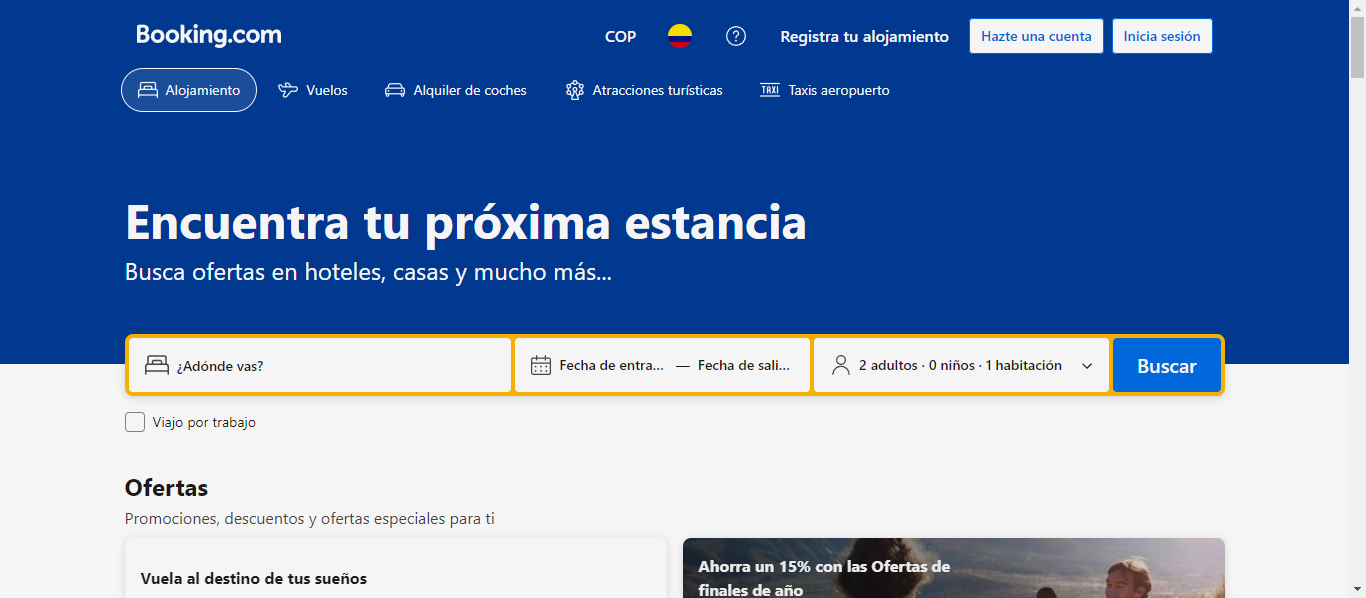 Booking.com
COP
Registra tu alojamiento
Hazte una cuenta
Inicia sesión
Alojamiento
Vuelos
Alquiler de coches
Atracciones turísticas
TAXI Taxis aeropuerto
Encuentra tu próxima estancia
Busca ofertas en hoteles, casas y mucho más...
¿Adónde vas?
Fecha de entra... — Fecha de sali...
2 adultos · 0 niños · 1 habitación
Buscar
Viajo por trabajo
Ofertas
Promociones, descuentos y ofertas especiales para ti
Vuela al destino de tus sueños
Ahorra un 15% con las Ofertas de
finales de año